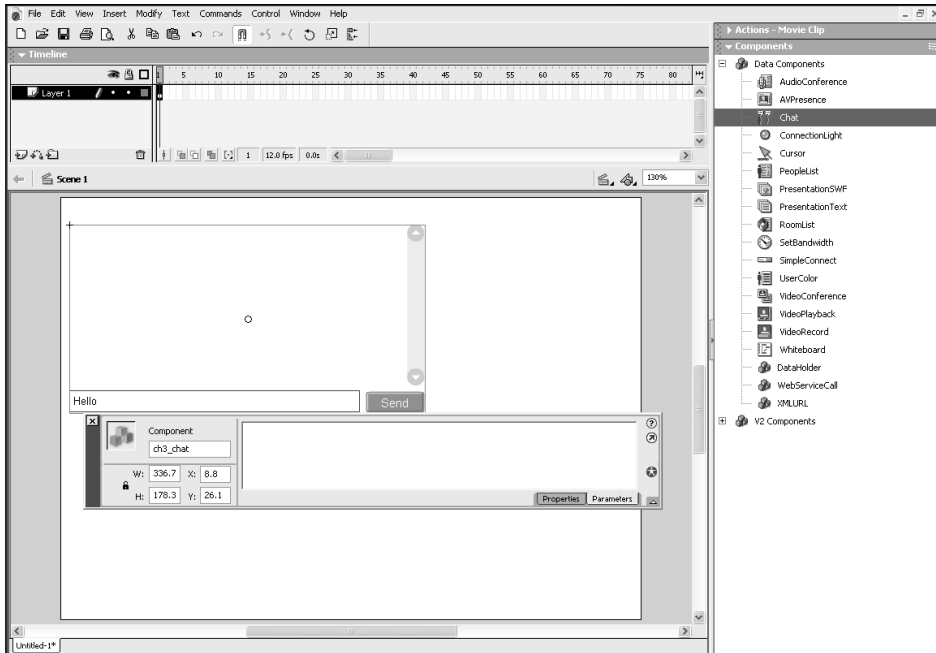 File Edit View Insert Modify Text Commands Control Window Help
Actions - Movie Clip
Timeline
Components
Data Components
1 5 10 15 20 25 30 35 40 45 50 55 60 65 70 75 80
Layer 1
AudioConference
AVPresence
Chat
ConnectionLight
1 12.0 fps 0.0s
Cursor
PeopleList
Scene 1
130%
PresentationSWF
PresentationText
RoomList
SetBandwidth
SimpleConnect
UserColor
VideoConference
VideoPlayback
VideoRecord
Whiteboard
DataHolder
WebServiceCall
XMLURL
V2 Components
Hello
Send
Component
ch3_chat
W: 336.7 X: 8.8
H: 178.3 Y: 26.1
Properties Parameters
Untitled-1*